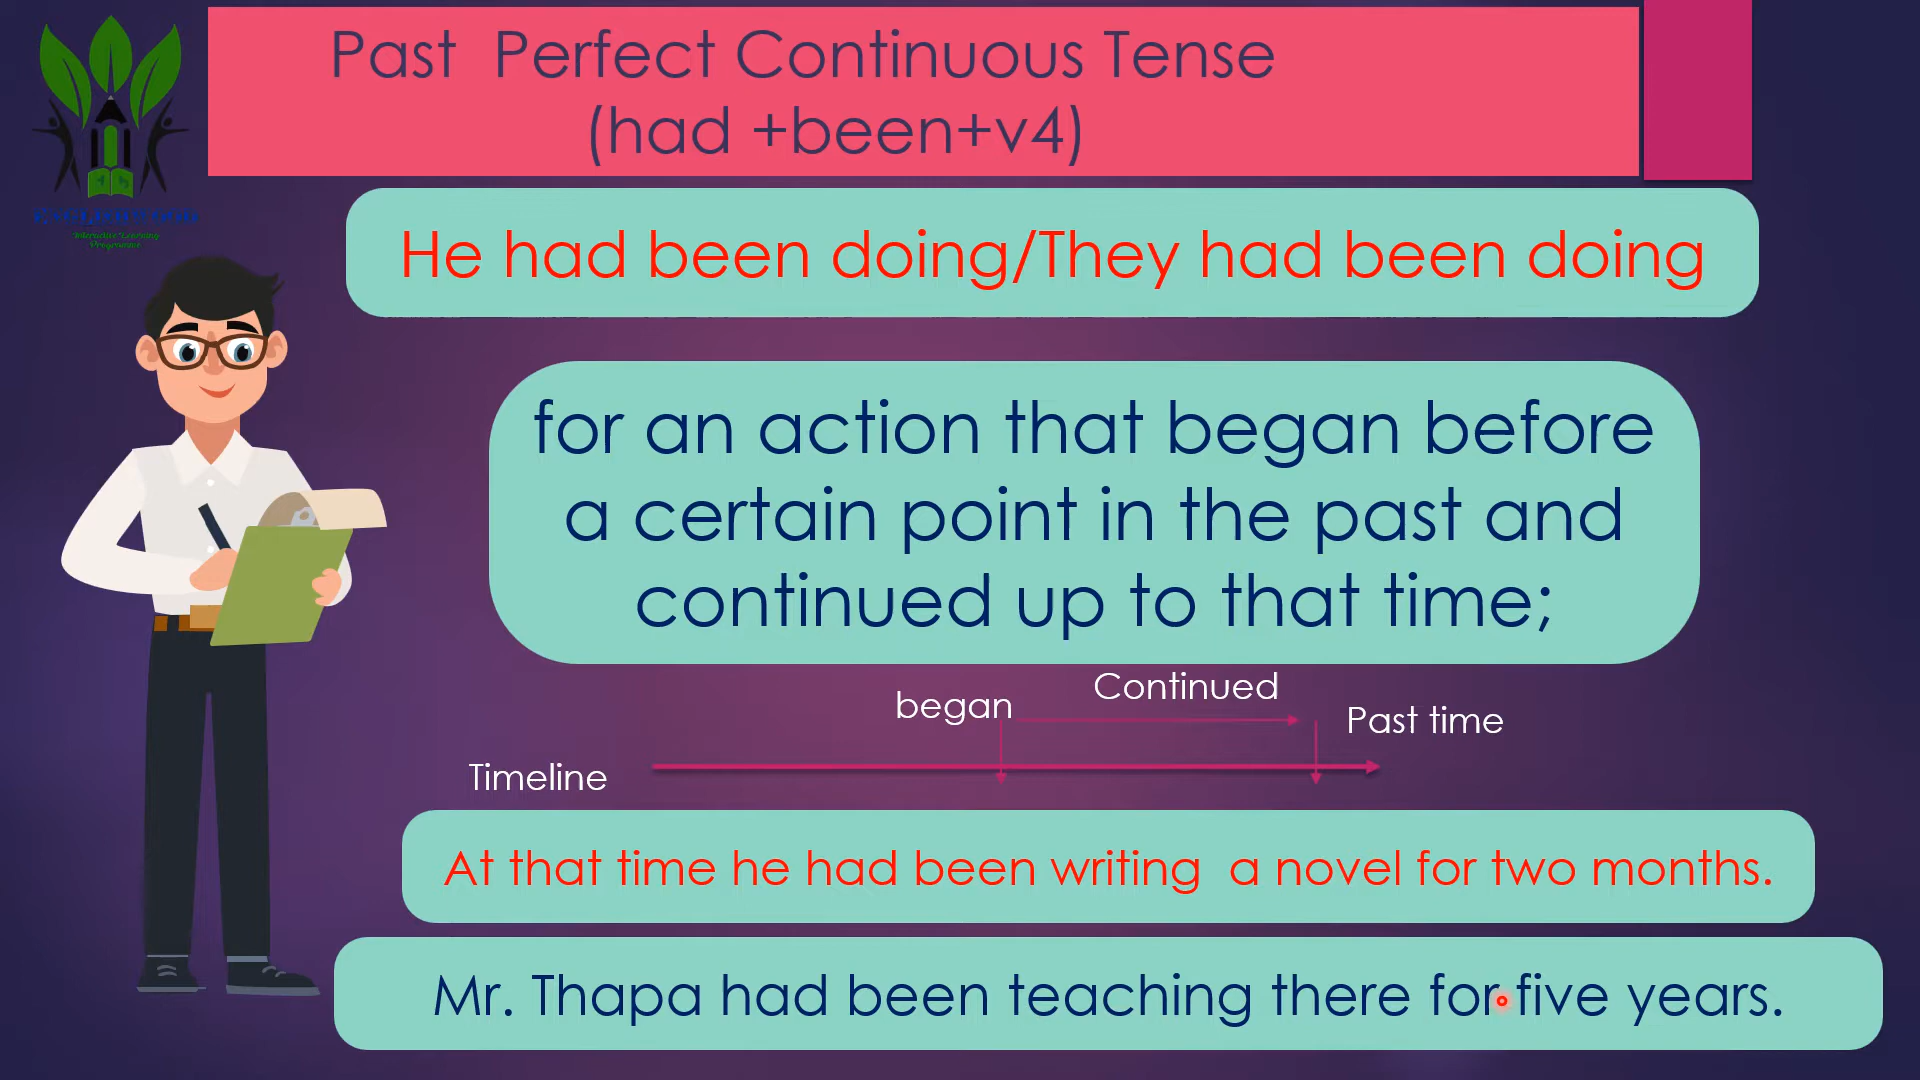 Past Perfect Continuous Tense
(had +been+v4)
He had been doing/They had been doing
for an action that began before
a certain point in the past and
continued up to that time;
began
Continued
Past time
Timeline
At that time he had been writing a novel for two months.
Mr. Thapa had been teaching there for five years.